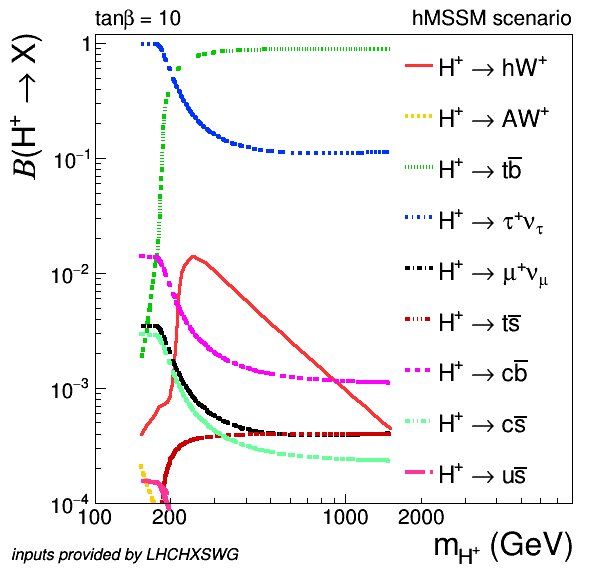 tanβ = 10 hMSSM scenario
B(H⁺ → X)
1
10⁻¹
10⁻²
10⁻³
10⁻⁴
H⁺ → hW⁺
H⁺ → AW⁺
H⁺ → tb̅
H⁺ → τ⁺ν_τ
H⁺ → μ⁺ν_μ
H⁺ → ts̅
H⁺ → cb̅
H⁺ → cs̅
H⁺ → us̅
100 200 1000 2000
m_H⁺ (GeV)
inputs provided by LHCHXSWG